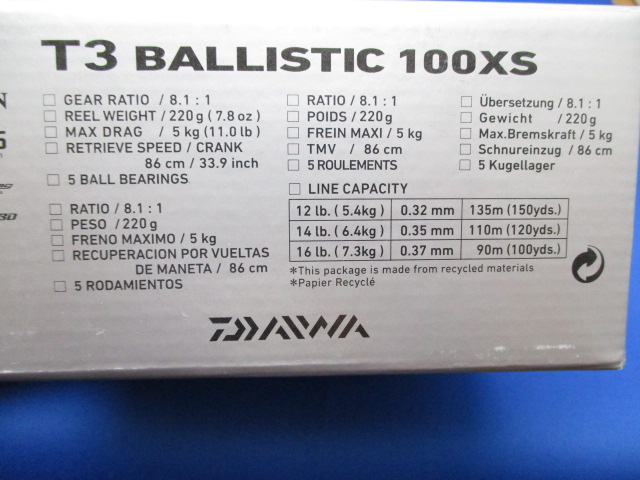 T3 BALLISTIC 100XS
GEAR RATIO / 8.1 : 1
REEL WEIGHT / 220 g ( 7.8 oz )
MAX DRAG / 5 kg (11.0 lb )
RETRIEVE SPEED / CRANK
86 cm / 33.9 inch
5 BALL BEARINGS
RATIO / 8.1 : 1
PESO / 220 g
FRENO MAXIMO / 5 kg
RECUPERACION POR VUELTAS
DE MANETA / 86 cm
5 RODAMIENTOS
RATIO / 8.1 : 1
POIDS / 220 g
FREIN MAXI / 5 kg
TMV / 86 cm
5 ROULEMENTS
Übersetzung / 8.1 : 1
Gewicht / 220 g
Max.Bremskraft / 5 kg
Schnureinzug / 86 cm
5 Kugellager
LINE CAPACITY
12 lb. ( 5.4kg ) 0.32 mm 135m (150yds.)
14 lb. ( 6.4kg ) 0.35 mm 110m (120yds.)
16 lb. ( 7.3kg ) 0.37 mm 90m (100yds.)
*This package is made from recycled materials
*Papier Recyclé
DAIWA